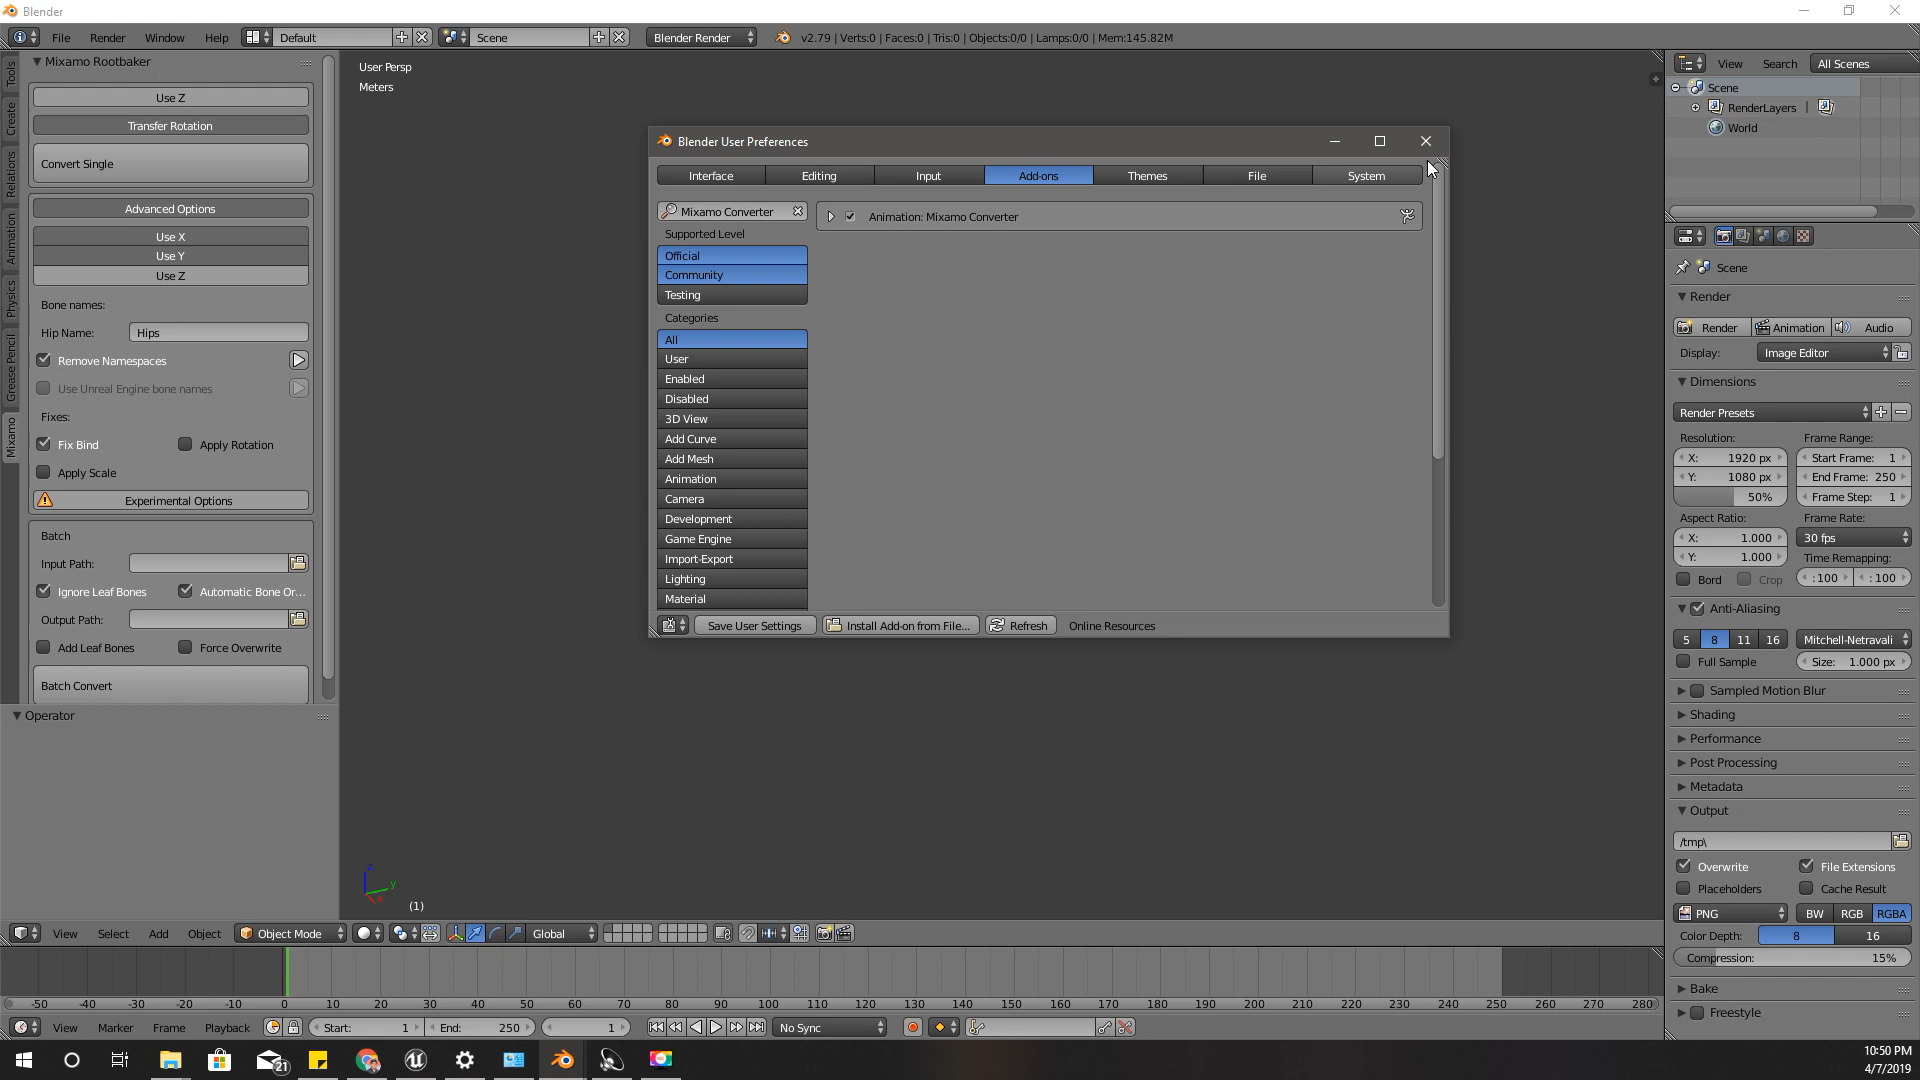 Blender
File Render Window Help Default Scene Blender Render v2.79 | Verts:0 | Faces:0 | Tris:0 | Objects:0/0 | Lamps:0/0 | Mem:145.82M
Tools
Create
Relations
Animation
Physics
Grease Pencil
Mixamo
Mixamo Rootbaker
Use Z
Transfer Rotation
Convert Single
Advanced Options
Use X
Use Y
Use Z
Bone names:
Hip Name: Hips
Remove Namespaces
Use Unreal Engine bone names
Fixes:
Fix Bind Apply Rotation
Apply Scale
Experimental Options
Batch
Input Path:
Ignore Leaf Bones Automatic Bone Or...
Output Path:
Add Leaf Bones Force Overwrite
Batch Convert
Operator
User Persp
Meters
Blender User Preferences
Interface Editing Input Add-ons Themes File System
Mixamo Converter
Animation: Mixamo Converter
Supported Level
Official
Community
Testing
Categories
All
User
Enabled
Disabled
3D View
Add Curve
Add Mesh
Animation
Camera
Development
Game Engine
Import-Export
Lighting
Material
Save User Settings Install Add-on from File... Refresh Online Resources
z
y
x
(1)
View Select Add Object Object Mode Global
-50 -40 -30 -20 -10 0 10 20 30 40 50 60 70 80 90 100 110 120 130 140 150 160 170 180 190 200 210 220 230 240 250 260 270 280
View Marker Frame Playback Start: 1 End: 250 1 No Sync
View Search All Scenes
Scene
RenderLayers |
World
Scene
Render
Render Animation Audio
Display: Image Editor
Dimensions
Render Presets
Resolution: Frame Range:
X: 1920 px Start Frame: 1
Y: 1080 px End Frame: 250
50% Frame Step: 1
Aspect Ratio: Frame Rate:
X: 1.000 30 fps
Y: 1.000 Time Remapping:
Bord Crop :100 :100
Anti-Aliasing
5 8 11 16 Mitchell-Netravali
Full Sample Size: 1.000 px
Sampled Motion Blur
Shading
Performance
Post Processing
Metadata
Output
/tmp\
Overwrite File Extensions
Placeholders Cache Result
PNG BW RGB RGBA
Color Depth: 8 16
Compression: 15%
Bake
Freestyle
21
10:50 PM
4/7/2019